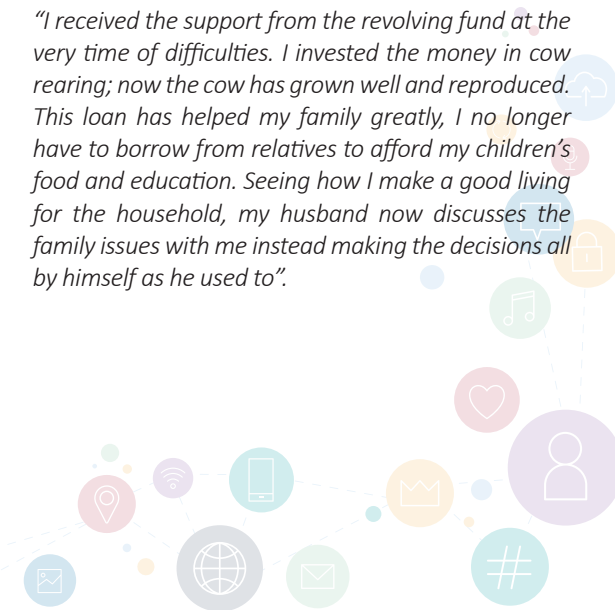 “I received the support from the revolving fund at the
very time of difficulties. I invested the money in cow
rearing; now the cow has grown well and reproduced.
This loan has helped my family greatly, I no longer
have to borrow from relatives to afford my children’s
food and education. Seeing how I make a good living
for the household, my husband now discusses the
family issues with me instead making the decisions all
by himself as he used to”.